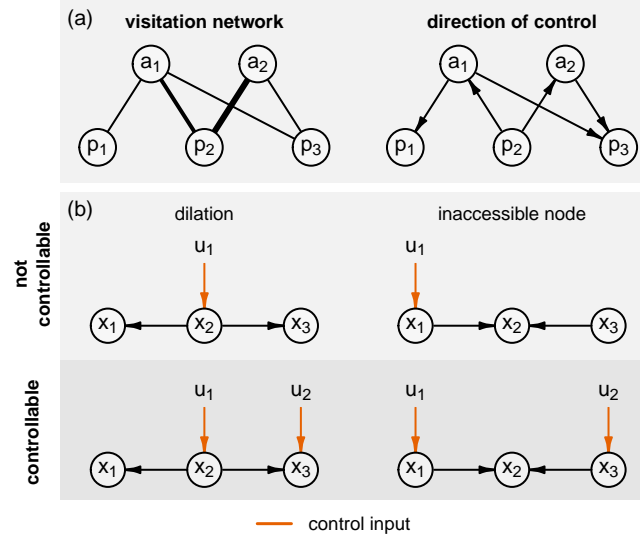 (a) visitation network direction of control
a1 a2 a1 a2
p1 p2 p3 p1 p2 p3
(b) dilation inaccessible node
not
controllable
u1 u1
x1 x2 x3 x1 x2 x3
controllable
u1 u2 u1 u2
x1 x2 x3 x1 x2 x3
control input